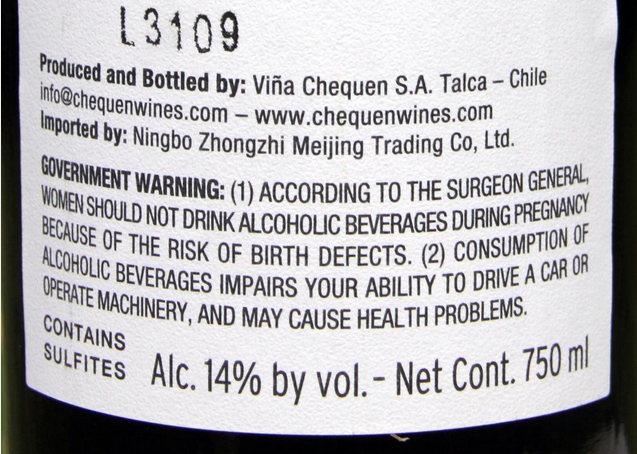 L3109
Produced and Bottled by: Viña Chequen S.A. Talca – Chile
info@chequenwines.com – www.chequenwines.com
Imported by: Ningbo Zhongzhi Meijing Trading Co, Ltd.
GOVERNMENT WARNING: (1) ACCORDING TO THE SURGEON GENERAL,
WOMEN SHOULD NOT DRINK ALCOHOLIC BEVERAGES DURING PREGNANCY
BECAUSE OF THE RISK OF BIRTH DEFECTS. (2) CONSUMPTION OF
ALCOHOLIC BEVERAGES IMPAIRS YOUR ABILITY TO DRIVE A CAR OR
OPERATE MACHINERY, AND MAY CAUSE HEALTH PROBLEMS.
CONTAINS
SULFITES
Alc. 14% by vol. - Net Cont. 750 ml